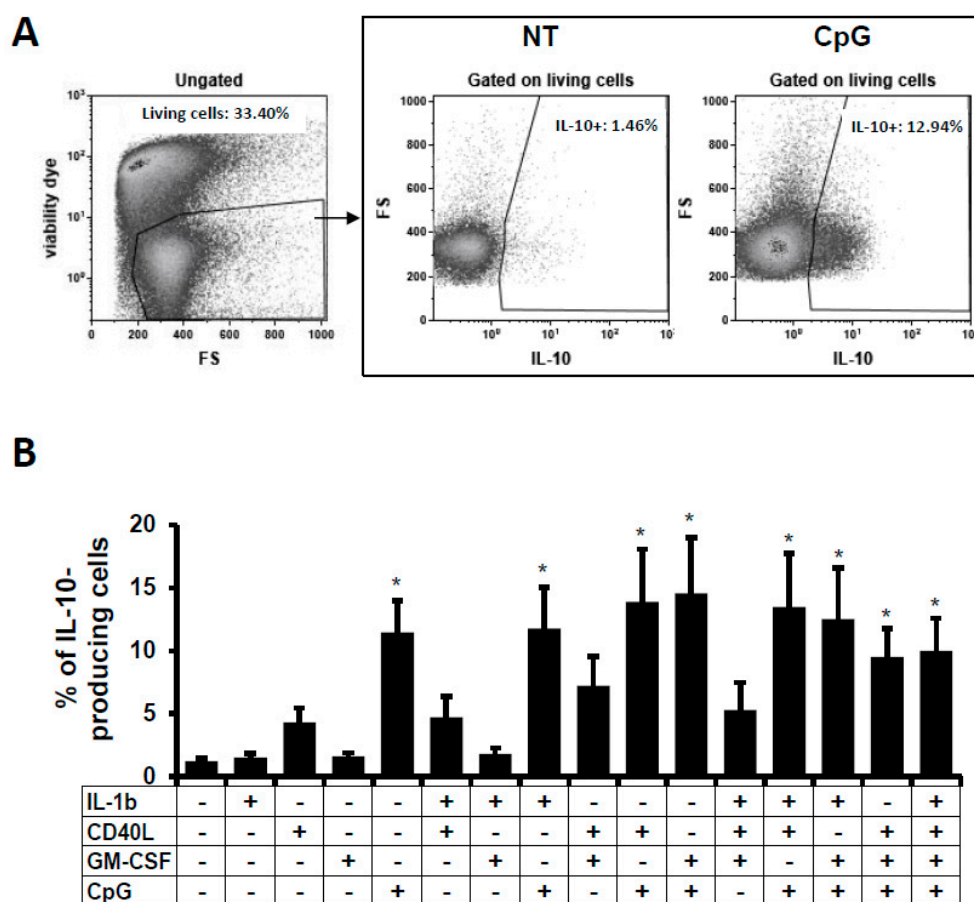 A
NT
CpG
Ungated
Gated on living cells
Gated on living cells
Living cells: 33.40%
IL-10+: 1.46%
IL-10+: 12.94%
viability dye
10³
10²
10¹
10⁰
0 200 400 600 800 1000
FS
FS
1000
800
600
400
200
0
10⁰ 10¹ 10² 10
IL-10
FS
1000
800
600
400
200
0
10⁰ 10¹ 10² 10
IL-10
B
% of IL-10-
producing cells
20
15
10
5
0
* * * * * * * *
IL-1b - + - - - + + + - - - + + + - +
CD40L - - + - - + - - + + - + + - + +
GM-CSF - - - + - - + - + - + + - + + +
CpG - - - - + - - + - + + - + + + +